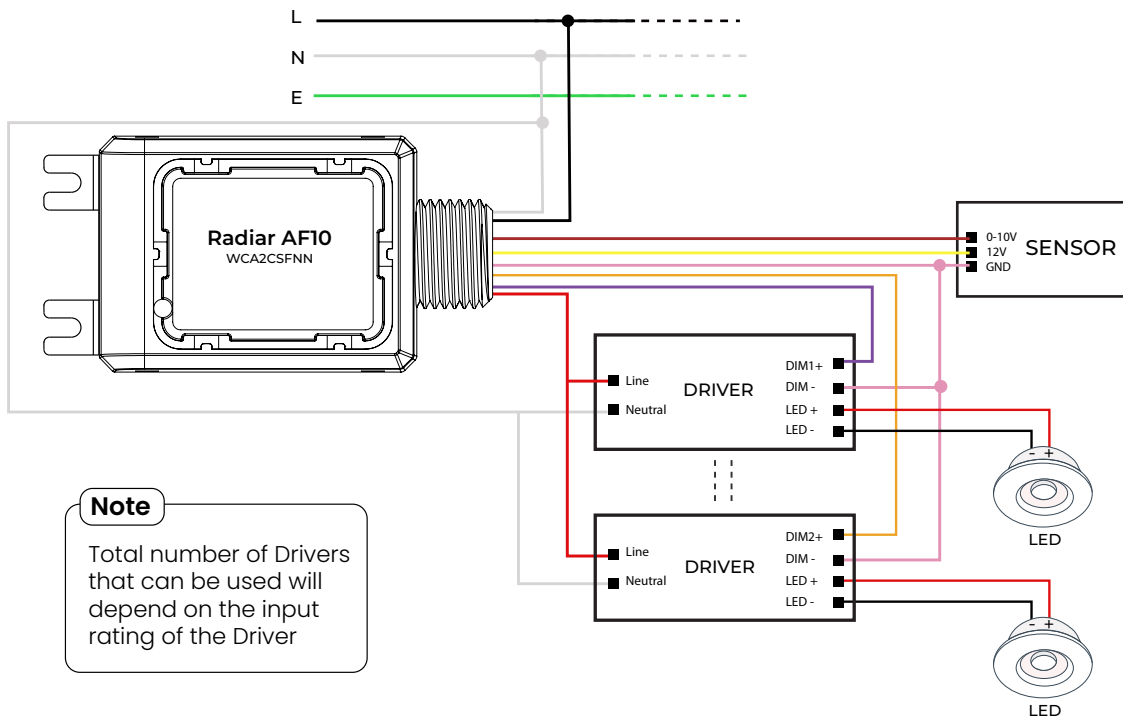 L
N
E
Radiar AF10
WCA2CSFNN
0-10V
12V
GND
SENSOR
Line
Neutral
DRIVER
DIM1+
DIM -
LED +
LED -
- +
LED
Line
Neutral
DRIVER
DIM2+
DIM -
LED +
LED -
- +
LED
Note
Total number of Drivers
that can be used will
depend on the input
rating of the Driver